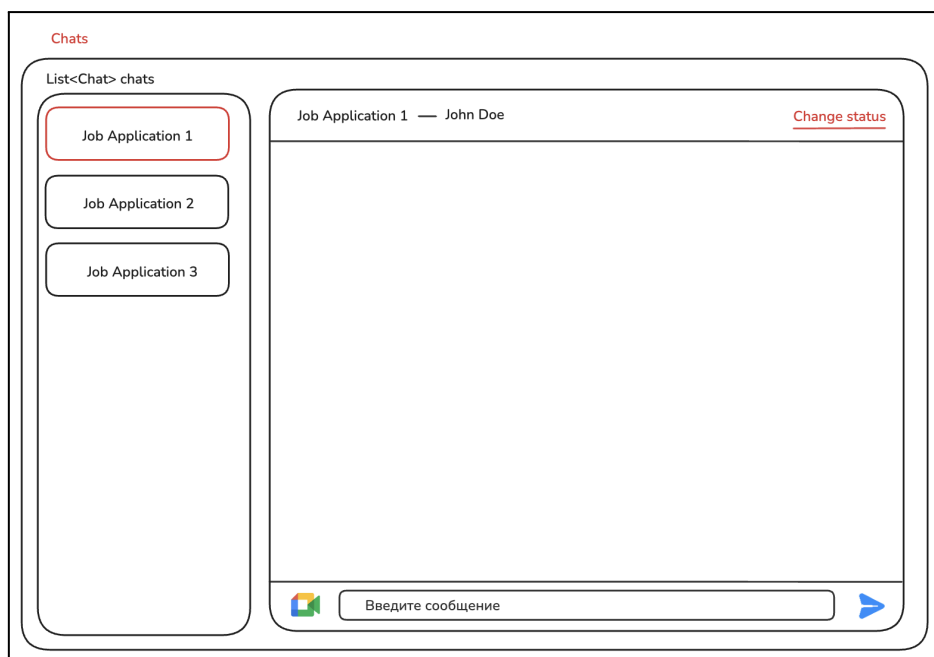 Chats
List<Chat> chats
Job Application 1
Job Application 2
Job Application 3
Job Application 1 — John Doe
Change status
Введите сообщение